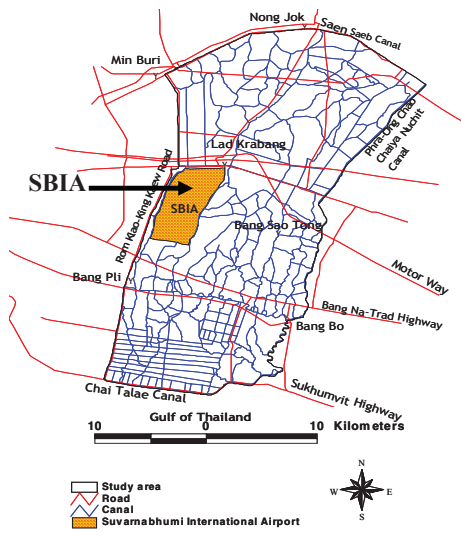 Nong Jok
Saen Saeb Canal
Min Buri
Phra-Ong Chao
Chaiya Nuchit
Canal
Lad Krabang
Rom Klao-King Kaew Road
SBIA
SBIA
Bang Sao Tong
Motor Way
Bang Pli
Bang Na-Trad Highway
Bang Bo
Sukhumvit Highway
Chai Talae Canal
Gulf of Thailand
10 0 10 Kilometers
Study area
Road
Canal
Suvarnabhumi International Airport
N
W E
S